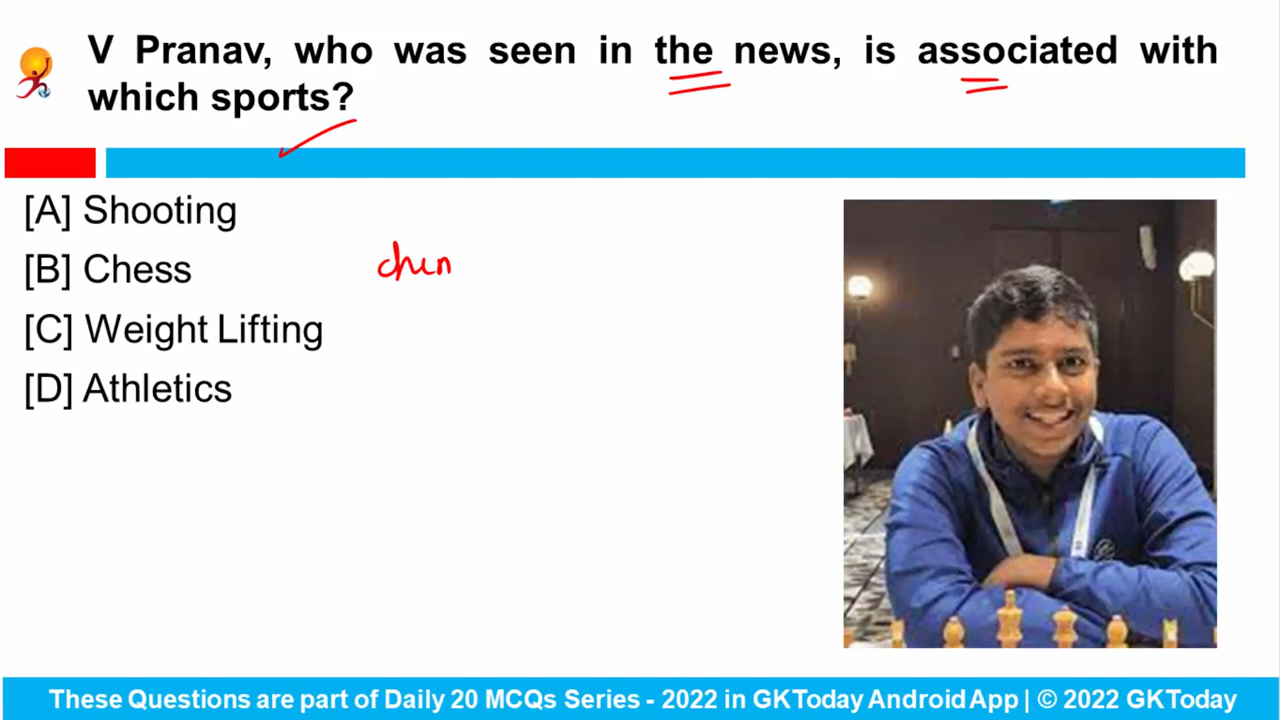 V Pranav, who was seen in the news, is associated with
which sports?
[A] Shooting
[B] Chess
[C] Weight Lifting
[D] Athletics
These Questions are part of Daily 20 MCQs Series - 2022 in GKToday Android App | © 2022 GKToday